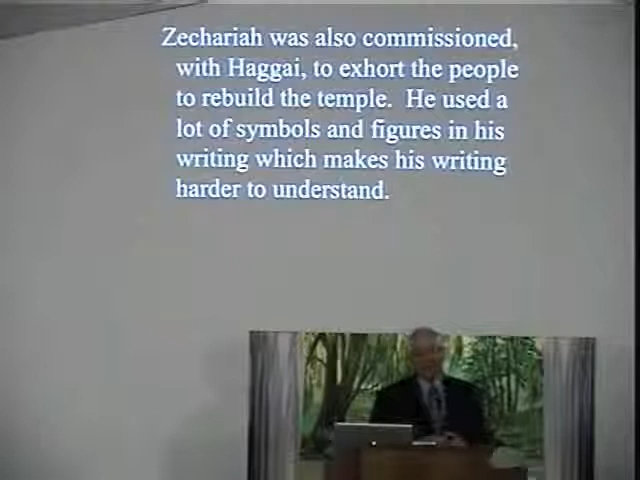 Zechariah was also commissioned,
with Haggai, to exhort the people
to rebuild the temple. He used a
lot of symbols and figures in his
writing which makes his writing
harder to understand.